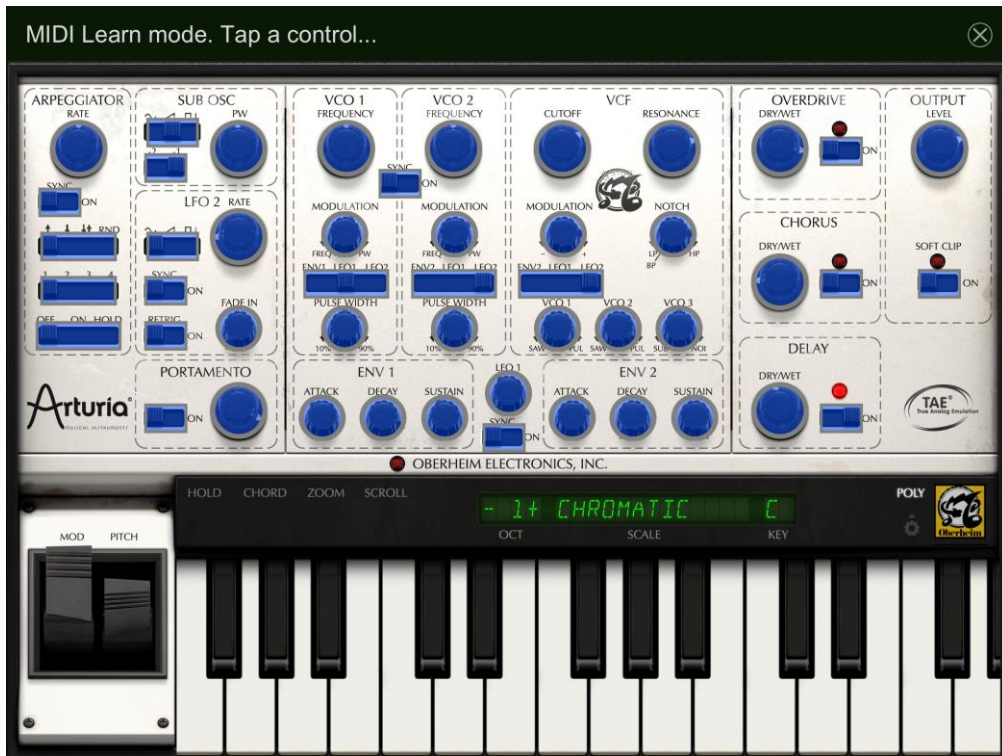 MIDI Learn mode. Tap a control...
ARPEGGIATOR
RATE
SYNC
ON
RND
1 2 3 4
OFF ON HOLD
SUB OSC
PW
-2 -1
LFO 2 RATE
SYNC
ON
RETRIG
ON
FADE IN
PORTAMENTO
ON
VCO 1
FREQUENCY
VCO 2
FREQUENCY
SYNC
ON
MODULATION
FREQ PW
ENV1 LFO1 LFO2
PULSE WIDTH
10% 90%
MODULATION
FREQ PW
ENV2 LFO1 LFO2
PULSE WIDTH
10% 90%
VCF
CUTOFF
RESONANCE
MODULATION
- +
NOTCH
LP HP
BP
ENV2 LFO1 LFO2
VCO 1 VCO 2 VCO 3
SAW PUL SAW PUL SUB NOI
ENV 1
ATTACK DECAY SUSTAIN
LFO 1
SYNC
ON
ENV 2
ATTACK DECAY SUSTAIN
OVERDRIVE
DRY/WET
ON
CHORUS
DRY/WET
ON
DELAY
DRY/WET
ON
OUTPUT
LEVEL
SOFT CLIP
ON
Arturia®
MUSICAL INSTRUMENTS
TAE®
True Analog Emulation
OBERHEIM ELECTRONICS, INC.
HOLD CHORD ZOOM SCROLL
- 1+ CHROMATIC C
OCT SCALE KEY
POLY
Oberheim
MOD PITCH